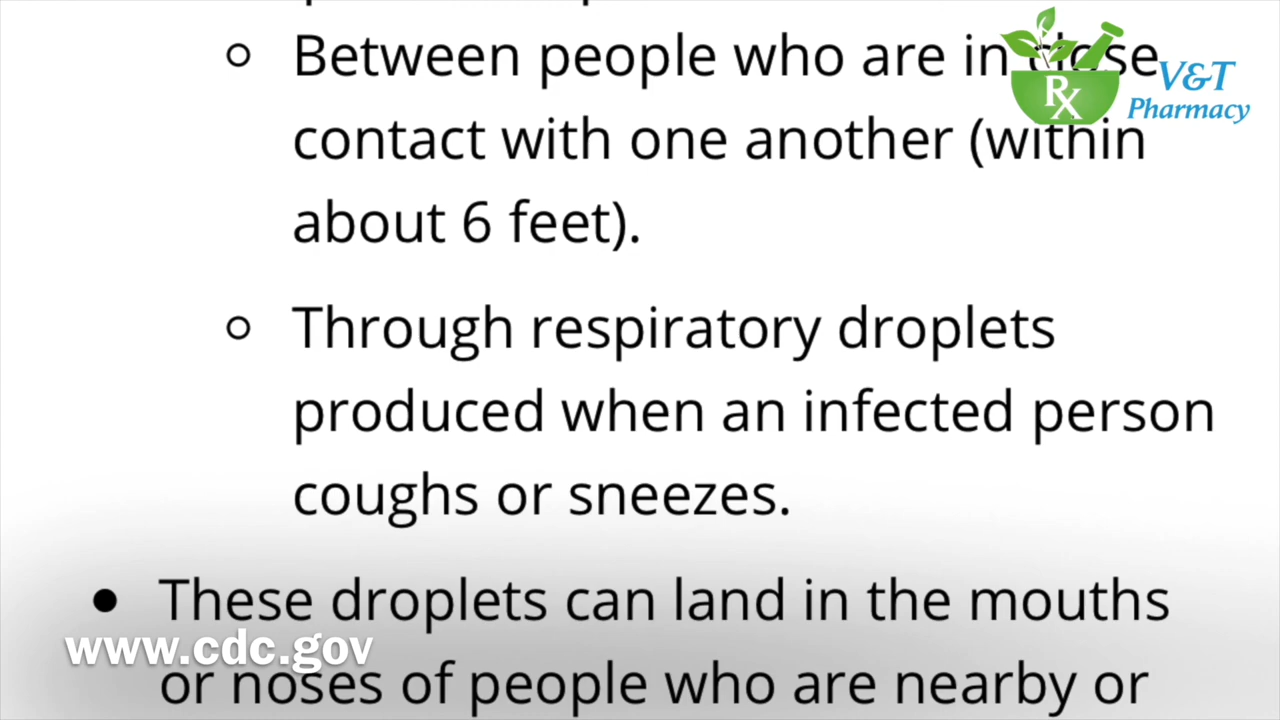 Between people who are in close
contact with one another (within
about 6 feet).
Through respiratory droplets
produced when an infected person
coughs or sneezes.
These droplets can land in the mouths
or noses of people who are nearby or
www.cdc.gov
Rx
V&T
Pharmacy